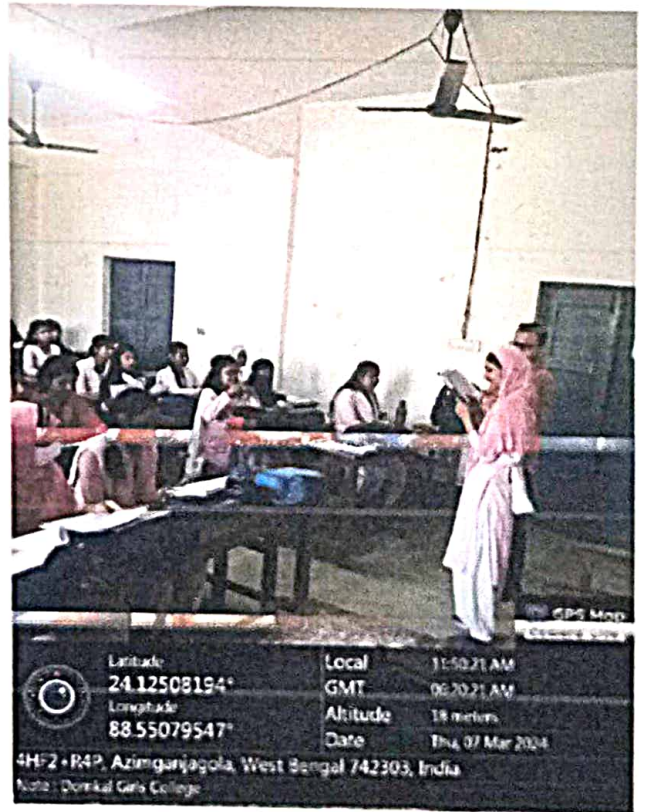 GPS Map
Latitude
24.12508194°
Longitude
88.55079547°
Local 11:50:21 AM
GMT 06:20:21 AM
Altitude 18 meters
Date Thu, 07 Mar 2024
4HF2+R4P, Azimganjagola, West Bengal 742303, India
Note : Domkal Girls College